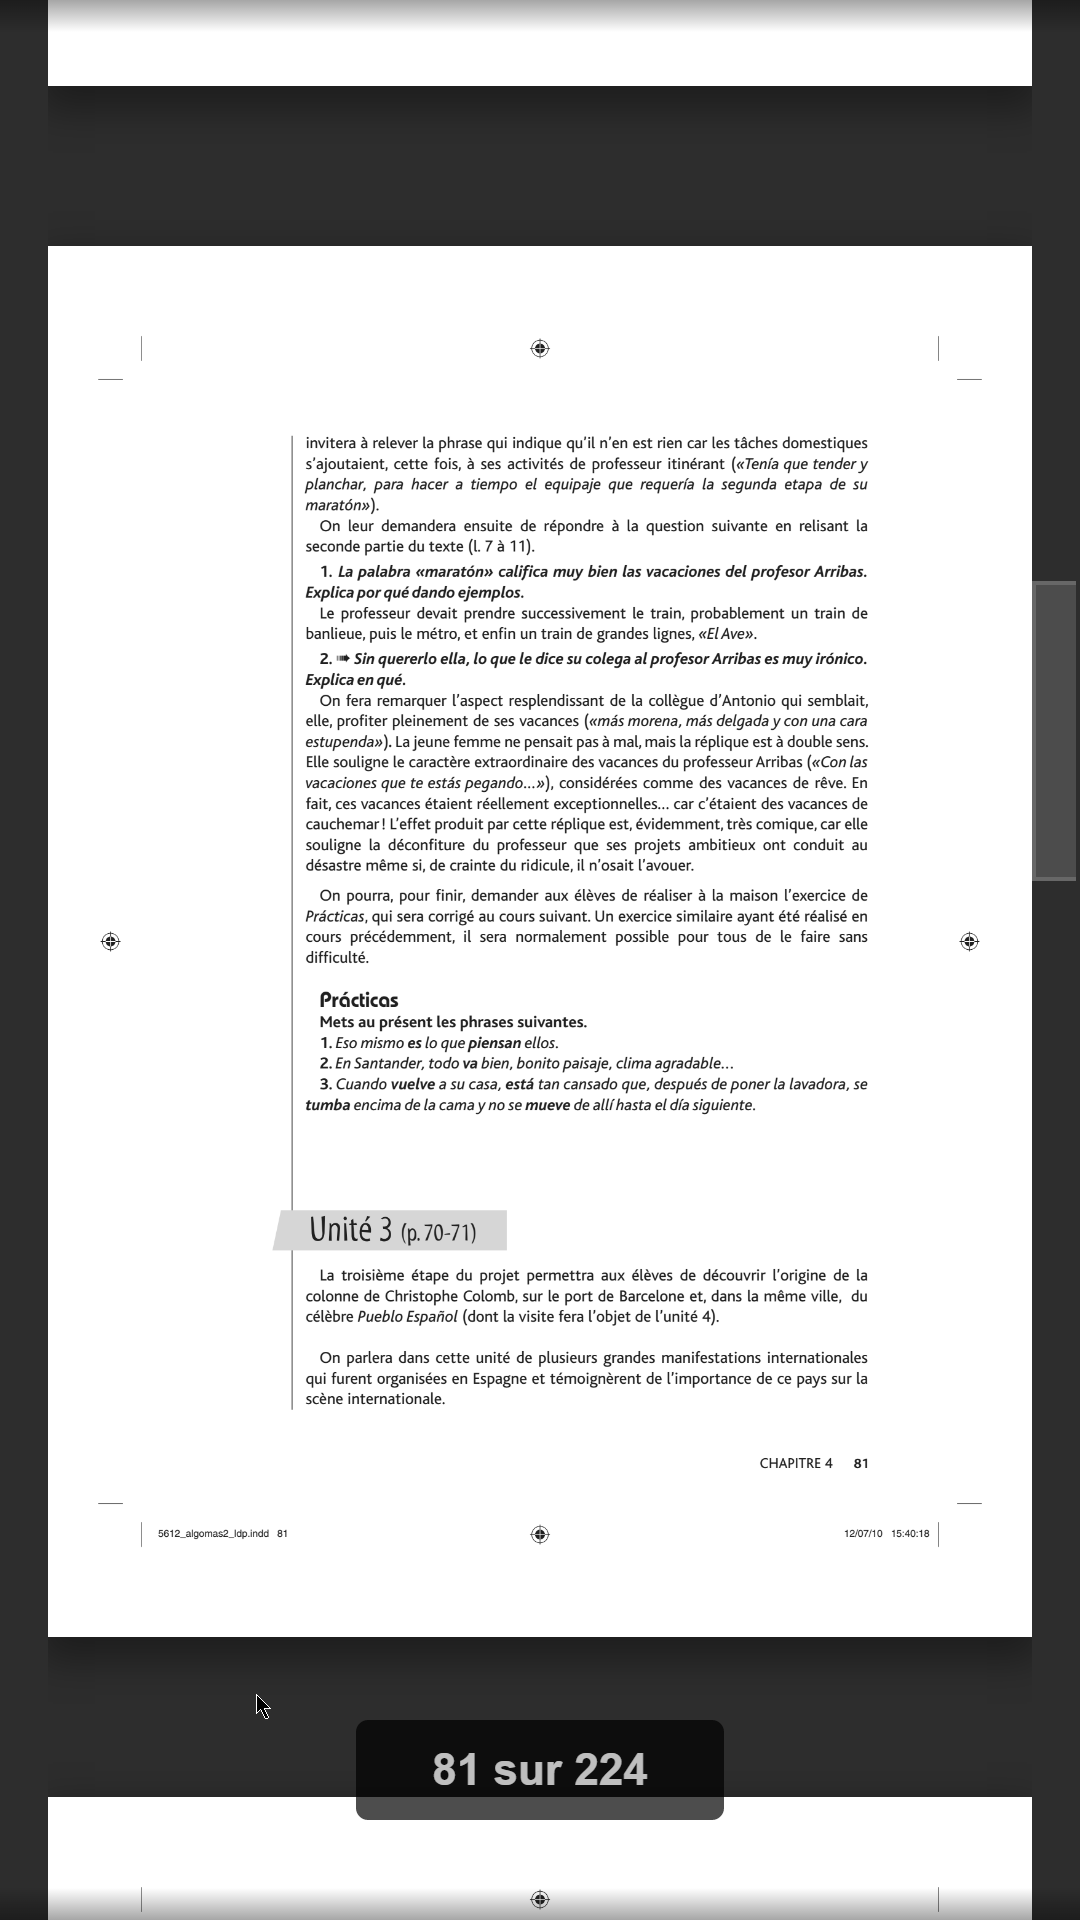 invitera à relever la phrase qui indique qu'il n'en est rien car les tâches domestiques
s'ajoutaient, cette fois, à ses activités de professeur itinérant («Tenía que tender y
planchar, para hacer a tiempo el equipaje que requería la segunda etapa de su
maratón»).
On leur demandera ensuite de répondre à la question suivante en relisant la
seconde partie du texte (l. 7 à 11).
1. La palabra «maratón» califica muy bien las vacaciones del profesor Arribas.
Explica por qué dando ejemplos.
Le professeur devait prendre successivement le train, probablement un train de
banlieue, puis le métro, et enfin un train de grandes lignes, «El Ave».
2. ➠ Sin quererlo ella, lo que le dice su colega al profesor Arribas es muy irónico.
Explica en qué.
On fera remarquer l'aspect resplendissant de la collègue d'Antonio qui semblait,
elle, profiter pleinement de ses vacances («más morena, más delgada y con una cara
estupenda»). La jeune femme ne pensait pas à mal, mais la réplique est à double sens.
Elle souligne le caractère extraordinaire des vacances du professeur Arribas («Con las
vacaciones que te estás pegando...»), considérées comme des vacances de rêve. En
fait, ces vacances étaient réellement exceptionnelles... car c'étaient des vacances de
cauchemar! L'effet produit par cette réplique est, évidemment, très comique, car elle
souligne la déconfiture du professeur que ses projets ambitieux ont conduit au
désastre même si, de crainte du ridicule, il n'osait l'avouer.
On pourra, pour finir, demander aux élèves de réaliser à la maison l'exercice de
Prácticas, qui sera corrigé au cours suivant. Un exercice similaire ayant été réalisé en
cours précédemment, il sera normalement possible pour tous de le faire sans
difficulté.
Prácticas
Mets au présent les phrases suivantes.
1. Eso mismo es lo que piensan ellos.
2. En Santander, todo va bien, bonito paisaje, clima agradable...
3. Cuando vuelve a su casa, está tan cansado que, después de poner la lavadora, se
tumba encima de la cama y no se mueve de allí hasta el día siguiente.
Unité 3 (p. 70-71)
La troisième étape du projet permettra aux élèves de découvrir l'origine de la
colonne de Christophe Colomb, sur le port de Barcelone et, dans la même ville, du
célèbre Pueblo Español (dont la visite fera l'objet de l'unité 4).
On parlera dans cette unité de plusieurs grandes manifestations internationales
qui furent organisées en Espagne et témoignèrent de l'importance de ce pays sur la
scène internationale.
CHAPITRE 4 81
5612_algomas2_ldp.indd 81 12/07/10 15:40:18
81 sur 224